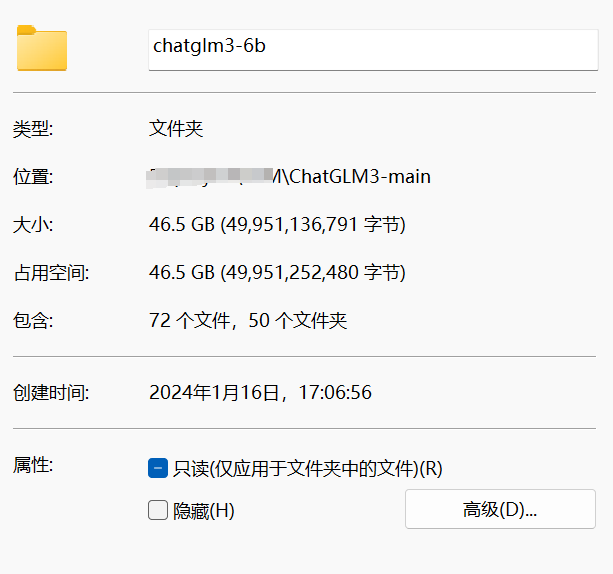 chatglm3-6b
类型: 文件夹
位置: \ChatGLM3-main
大小: 46.5 GB (49,951,136,791 字节)
占用空间: 46.5 GB (49,951,252,480 字节)
包含: 72 个文件，50 个文件夹
创建时间: 2024年1月16日，17:06:56
属性: 只读(仅应用于文件夹中的文件)(R)
隐藏(H) 高级(D)...